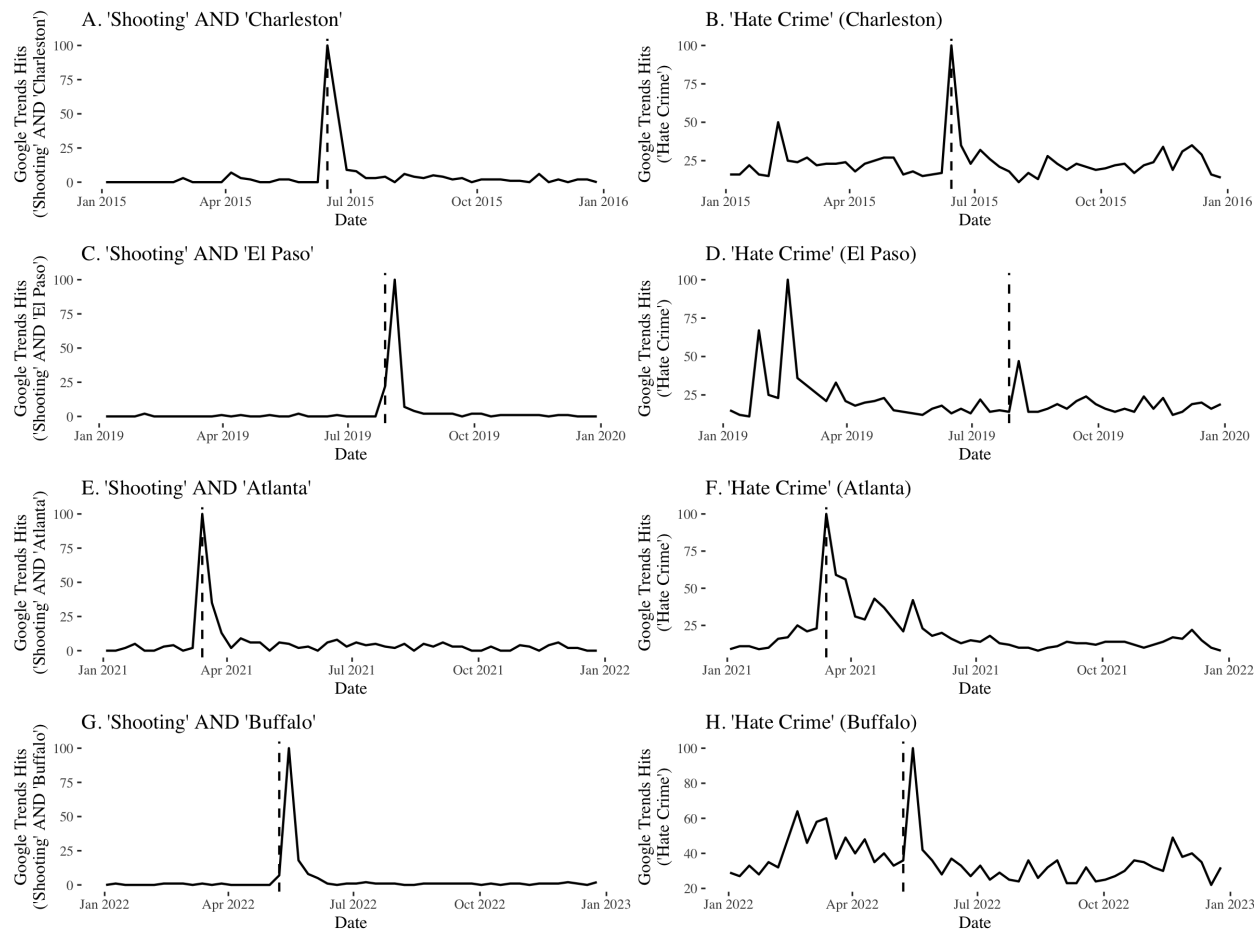 A. 'Shooting' AND 'Charleston'
Google Trends Hits
('Shooting' AND 'Charleston')
100
75
50
25
0
Jan 2015 Apr 2015 Jul 2015 Oct 2015 Jan 2016
Date
B. 'Hate Crime' (Charleston)
Google Trends Hits
('Hate Crime')
100
75
50
25
Jan 2015 Apr 2015 Jul 2015 Oct 2015 Jan 2016
Date
C. 'Shooting' AND 'El Paso'
Google Trends Hits
('Shooting' AND 'El Paso')
100
75
50
25
0
Jan 2019 Apr 2019 Jul 2019 Oct 2019 Jan 2020
Date
D. 'Hate Crime' (El Paso)
Google Trends Hits
('Hate Crime')
100
75
50
25
Jan 2019 Apr 2019 Jul 2019 Oct 2019 Jan 2020
Date
E. 'Shooting' AND 'Atlanta'
Google Trends Hits
('Shooting' AND 'Atlanta')
100
75
50
25
0
Jan 2021 Apr 2021 Jul 2021 Oct 2021 Jan 2022
Date
F. 'Hate Crime' (Atlanta)
Google Trends Hits
('Hate Crime')
100
75
50
25
Jan 2021 Apr 2021 Jul 2021 Oct 2021 Jan 2022
Date
G. 'Shooting' AND 'Buffalo'
Google Trends Hits
('Shooting' AND 'Buffalo')
100
75
50
25
0
Jan 2022 Apr 2022 Jul 2022 Oct 2022 Jan 2023
Date
H. 'Hate Crime' (Buffalo)
Google Trends Hits
('Hate Crime')
100
80
60
40
20
Jan 2022 Apr 2022 Jul 2022 Oct 2022 Jan 2023
Date